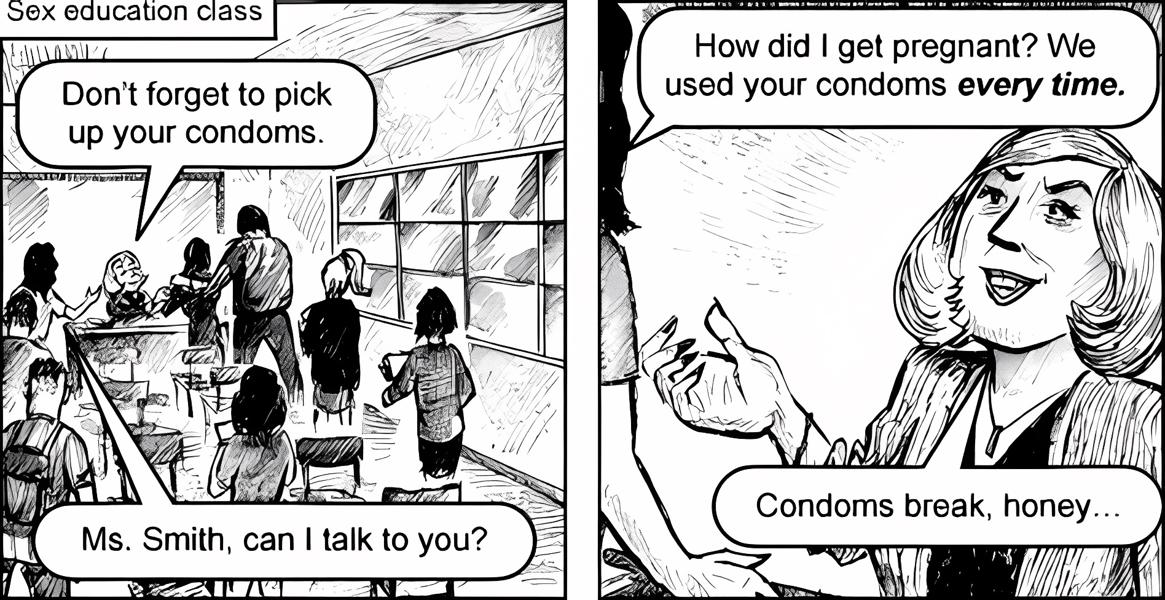 Sex education class
Don't forget to pick
up your condoms.
Ms. Smith, can I talk to you?
How did I get pregnant? We
used your condoms every time.
Condoms break, honey...